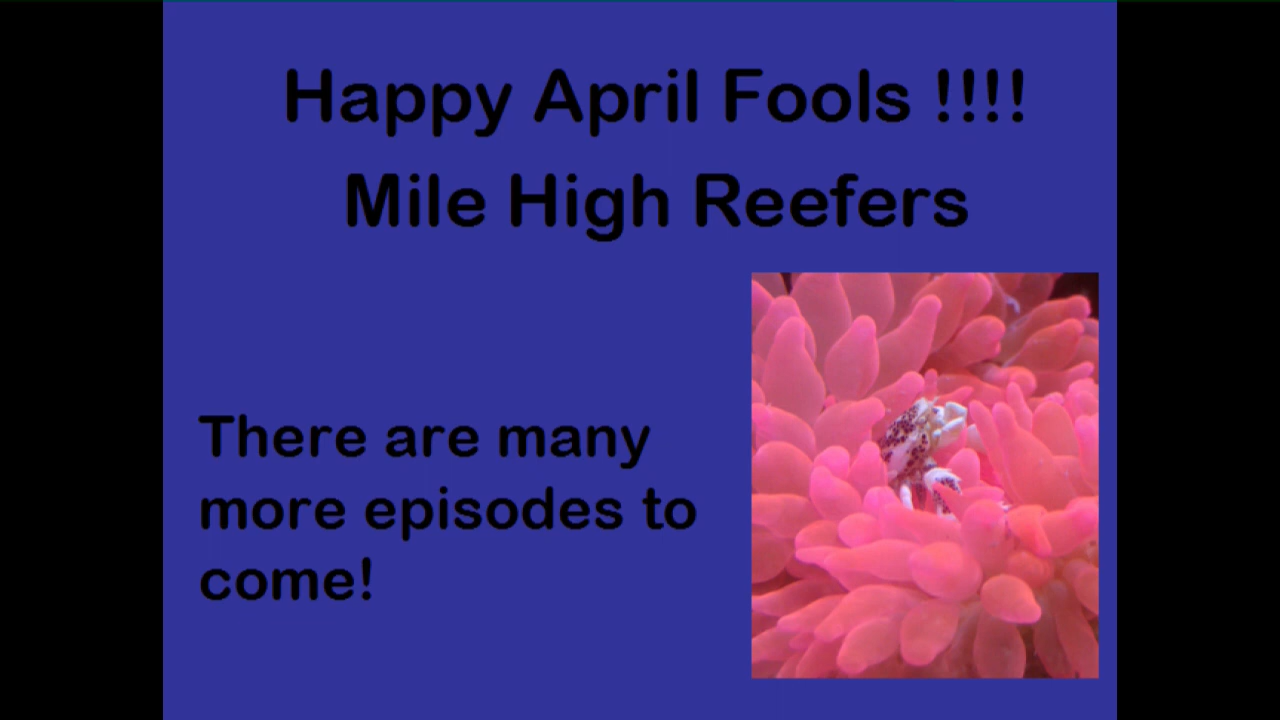 Happy April Fools !!!!
Mile High Reefers
There are many
more episodes to
come!